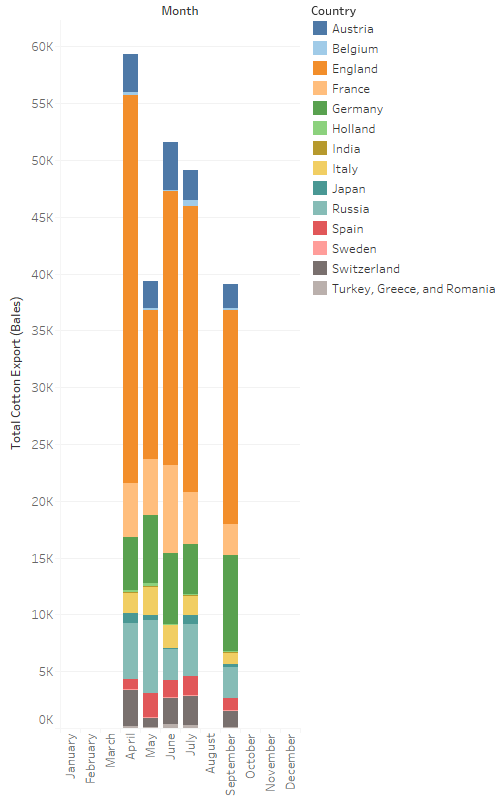 Month
Country
Austria
Belgium
England
France
Germany
Holland
India
Italy
Japan
Russia
Spain
Sweden
Switzerland
Turkey, Greece, and Romania
Total Cotton Export (Bales)
60K
55K
50K
45K
40K
35K
30K
25K
20K
15K
10K
5K
0K
January
February
March
April
May
June
July
August
September
October
November
December